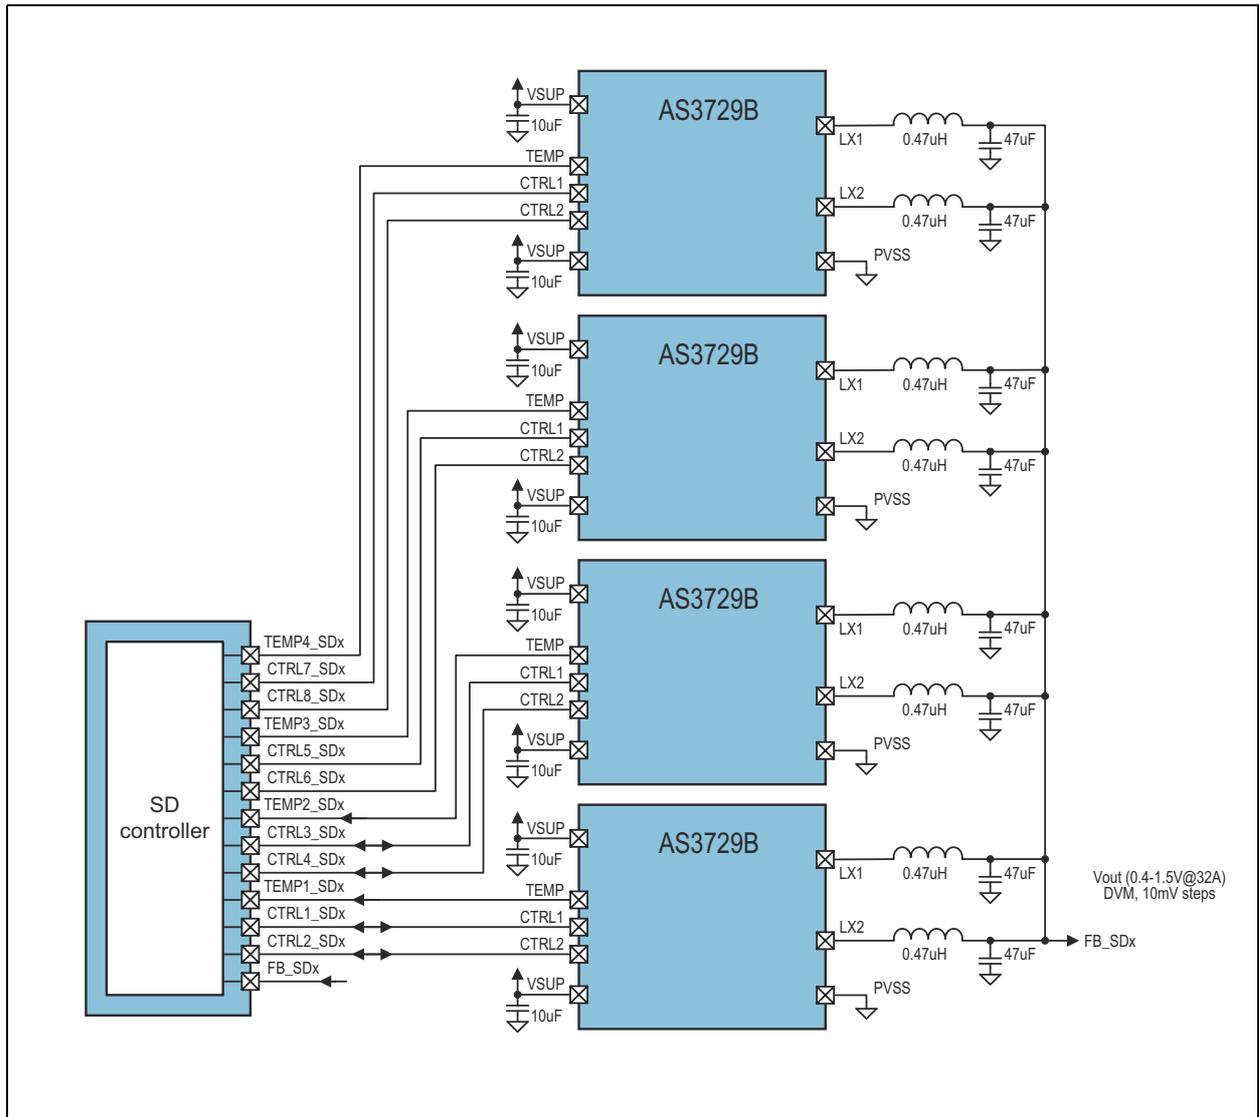 VSUP
10uF
AS3729B
TEMP
CTRL1
CTRL2
VSUP
10uF
LX1
0.47uH
47uF
LX2
0.47uH
47uF
PVSS
VSUP
10uF
AS3729B
TEMP
CTRL1
CTRL2
VSUP
10uF
LX1
0.47uH
47uF
LX2
0.47uH
47uF
PVSS
VSUP
10uF
AS3729B
TEMP
CTRL1
CTRL2
VSUP
10uF
LX1
0.47uH
47uF
LX2
0.47uH
47uF
PVSS
VSUP
10uF
AS3729B
TEMP
CTRL1
CTRL2
VSUP
10uF
LX1
0.47uH
47uF
LX2
0.47uH
47uF
PVSS
SD
controller
TEMP4_SDx
CTRL7_SDx
CTRL8_SDx
TEMP3_SDx
CTRL5_SDx
CTRL6_SDx
TEMP2_SDx
CTRL3_SDx
CTRL4_SDx
TEMP1_SDx
CTRL1_SDx
CTRL2_SDx
FB_SDx
Vout (0.4-1.5V@32A)
DVM, 10mV steps
FB_SDx